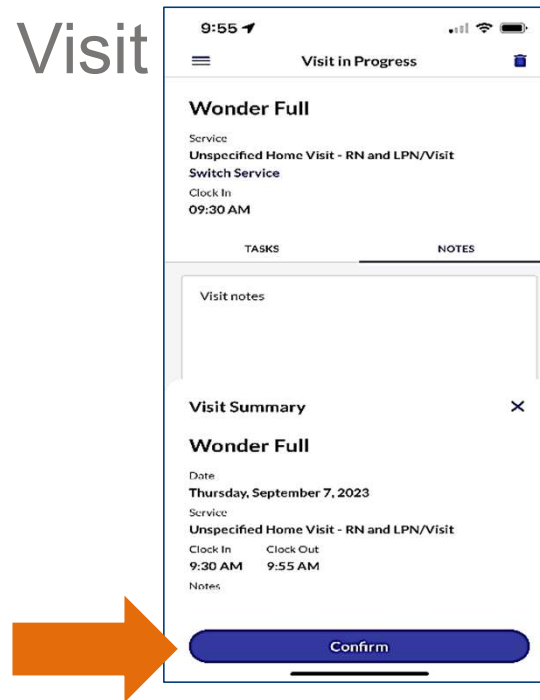 Visit
9:55
Visit in Progress
Wonder Full
Service
Unspecified Home Visit - RN and LPN/Visit
Switch Service
Clock In
09:30 AM
TASKS NOTES
Visit notes
Visit Summary
Wonder Full
Date
Thursday, September 7, 2023
Service
Unspecified Home Visit - RN and LPN/Visit
Clock In Clock Out
9:30 AM 9:55 AM
Notes
Confirm